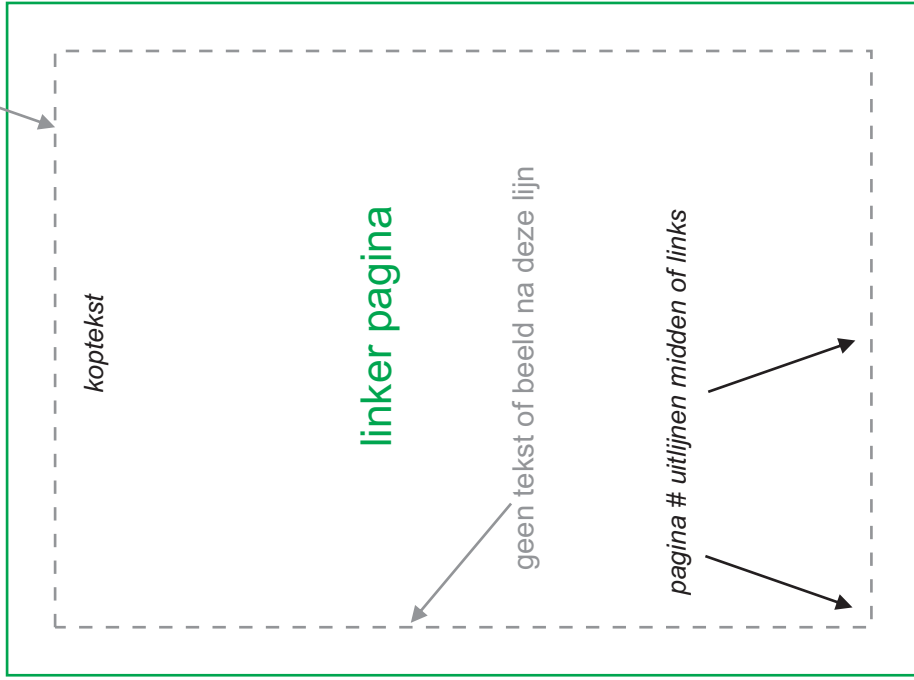 koptekst
linker pagina
geen tekst of beeld na deze lijn
pagina # uitlijnen midden of links